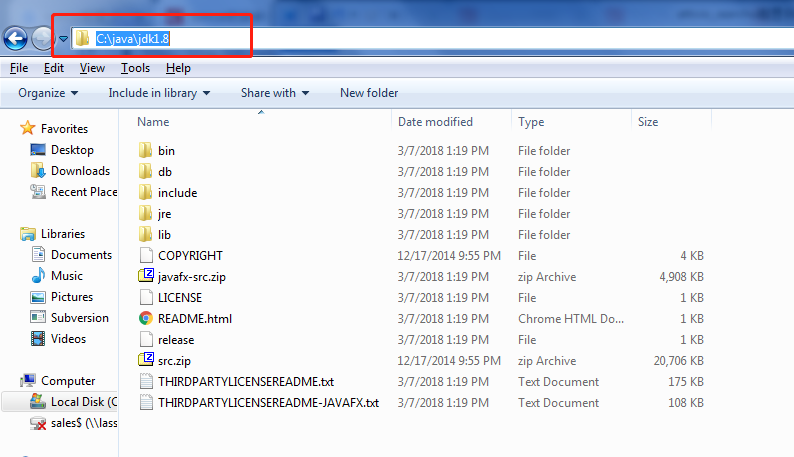 C:\java\jdk1.8
File Edit View Tools Help
Organize Include in library Share with New folder
Name Date modified Type Size
Favorites
Desktop
Downloads
Recent Place
Libraries
Documents
Music
Pictures
Subversion
Videos
Computer
Local Disk (C
sales$ (\\lass
bin 3/7/2018 1:19 PM File folder
db 3/7/2018 1:19 PM File folder
include 3/7/2018 1:19 PM File folder
jre 3/7/2018 1:19 PM File folder
lib 3/7/2018 1:19 PM File folder
COPYRIGHT 12/17/2014 9:55 PM File 4 KB
javafx-src.zip 3/7/2018 1:19 PM zip Archive 4,908 KB
LICENSE 3/7/2018 1:19 PM File 1 KB
README.html 3/7/2018 1:19 PM Chrome HTML Do... 1 KB
release 3/7/2018 1:19 PM File 1 KB
src.zip 12/17/2014 9:55 PM zip Archive 20,706 KB
THIRDPARTYLICENSEREADME.txt 3/7/2018 1:19 PM Text Document 175 KB
THIRDPARTYLICENSEREADME-JAVAFX.txt 3/7/2018 1:19 PM Text Document 108 KB